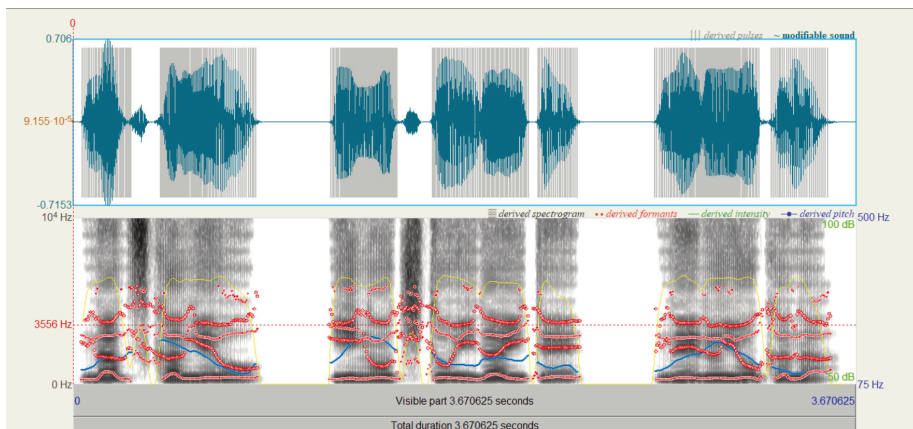 0
0.706
derived pulses ~ modifiable sound
9.155·10⁻⁵
-0.7153
10⁴ Hz
derived spectrogram derived formants derived intensity derived pitch
500 Hz
100 dB
3556 Hz
0 Hz
50 dB
75 Hz
0
Visible part 3.670625 seconds
3.670625
Total duration 3.670625 seconds